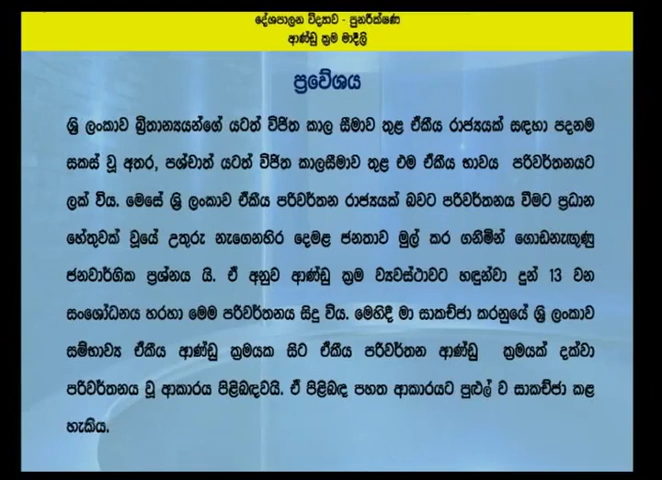 දේශපාලන විද්‍යාව - පුනරීක්ෂණ
ආණ්ඩු ක්‍රම මාදිලි
ප්‍රවේශය
ශ්‍රී ලංකාව බ්‍රිතාන්‍යයන්ගේ යටත් විජිත කාල සීමාව තුළ ඒකීය රාජ්‍යයක් සඳහා පදනම
සකස් වූ අතර, පශ්චාත් යටත් විජිත කාලසීමාව තුළ එම ඒකීය භාවය පරිවර්තනයට
ලක් විය. මෙසේ ශ්‍රී ලංකාව ඒකීය පරිවර්තන රාජ්‍යයක් බවට පරිවර්තනය වීමට ප්‍රධාන
හේතුවක් වූයේ උතුරු නැගෙනහිර දෙමළ ජනතාව මුල් කර ගනිමින් ගොඩනැඟුණු
ජනවාර්ගික ප්‍රශ්නය යි. ඒ අනුව ආණ්ඩු ක්‍රම ව්‍යවස්ථාවට හඳුන්වා දුන් 13 වන
සංශෝධනය හරහා මෙම පරිවර්තනය සිදු විය. මෙහිදී මා සාකච්ඡා කරනුයේ ශ්‍රී ලංකාව
සම්භාව්‍ය ඒකීය ආණ්ඩු ක්‍රමයක සිට ඒකීය පරිවර්තන ආණ්ඩු ක්‍රමයක් දක්වා
පරිවර්තනය වූ ආකාරය පිළිබඳවයි. ඒ පිළිබඳ පහත ආකාරයට පුළුල් ව සාකච්ඡා කළ
හැකිය.